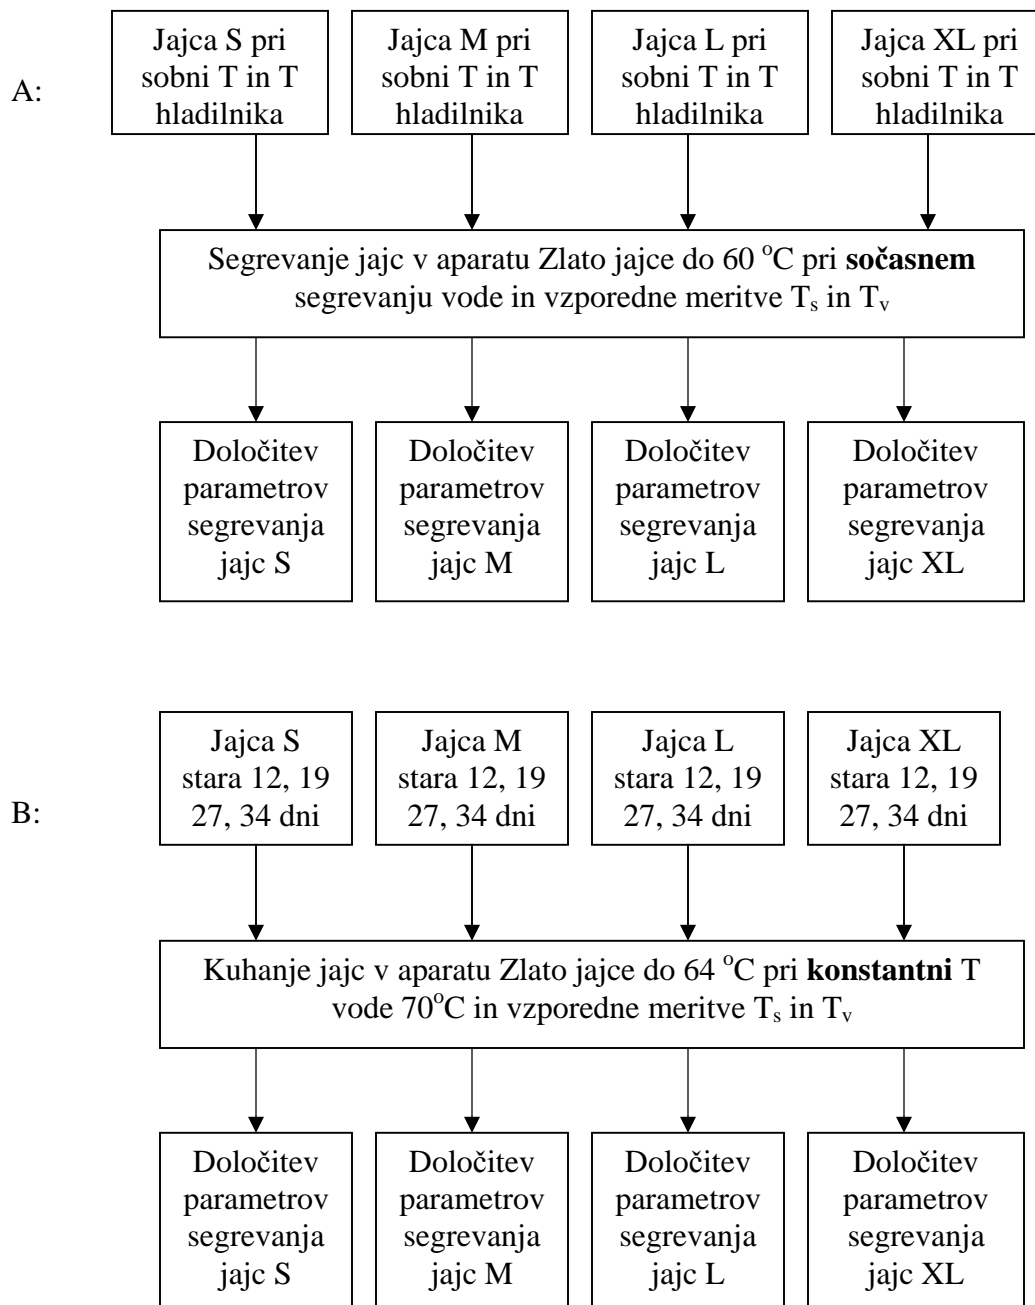 A:
Jajca S pri
sobni T in T
hladilnika
Jajca M pri
sobni T in T
hladilnika
Jajca L pri
sobni T in T
hladilnika
Jajca XL pri
sobni T in T
hladilnika
Segrevanje jajc v aparatu Zlato jajce do 60 °C pri sočasnem
segrevanju vode in vzporedne meritve Tₛ in Tᵥ
Določitev
parametrov
segrevanja
jajc S
Določitev
parametrov
segrevanja
jajc M
Določitev
parametrov
segrevanja
jajc L
Določitev
parametrov
segrevanja
jajc XL
B:
Jajca S
stara 12, 19
27, 34 dni
Jajca M
stara 12, 19
27, 34 dni
Jajca L
stara 12, 19
27, 34 dni
Jajca XL
stara 12, 19
27, 34 dni
Kuhanje jajc v aparatu Zlato jajce do 64 °C pri konstantni T
vode 70°C in vzporedne meritve Tₛ in Tᵥ
Določitev
parametrov
segrevanja
jajc S
Določitev
parametrov
segrevanja
jajc M
Določitev
parametrov
segrevanja
jajc L
Določitev
parametrov
segrevanja
jajc XL